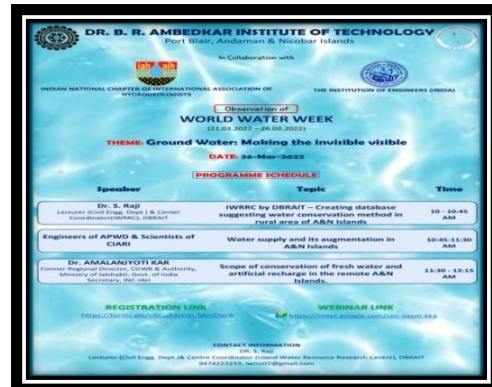 DR. B. R. AMBEDKAR INSTITUTE OF TECHNOLOGY
Port Blair, Andaman & Nicobar Islands
In Collaboration with
iah aih
INDIAN NATIONAL CHAPTER OF INTERNATIONAL ASSOCIATION OF
HYDROGEOLOGISTS
THE INSTITUTION OF ENGINEERS (INDIA)
Observation of
WORLD WATER WEEK
(21.03.2022 – 26.03.2022)
THEME: Ground Water: Making the invisible visible
DATE: 26-Mar-2022
PROGRAMME SCHEDULE
Speaker Topic Time
Dr. S. Raji
Lecturer (Civil Engg. Dept.) & Center
Coordinator(IWRRC), DBRAIT
IWRRC by DBRAIT – Creating database
suggesting water conservation method in
rural area of A&N Islands
10 - 10:45
AM
Engineers of APWD & Scientists of
CIARI
Water supply and its augmentation in
A&N Islands
10:45-11:30
AM
Dr. AMALANJYOTI KAR
Former Regional Director, CGWB & Authority,
Ministry of Jalshakti, Govt. of India
Secretary, INC-IAH
Scope of conservation of fresh water and
artificial recharge in the remote A&N
Islands.
11:30 - 12:15
AM
REGISTRATION LINK WEBINAR LINK
CONTACT INFORMATION
DR. S. Raji
Lecturer (Civil Engg. Dept.)& Centre Coordinator (Island Water Resource Research Centre), DBRAIT